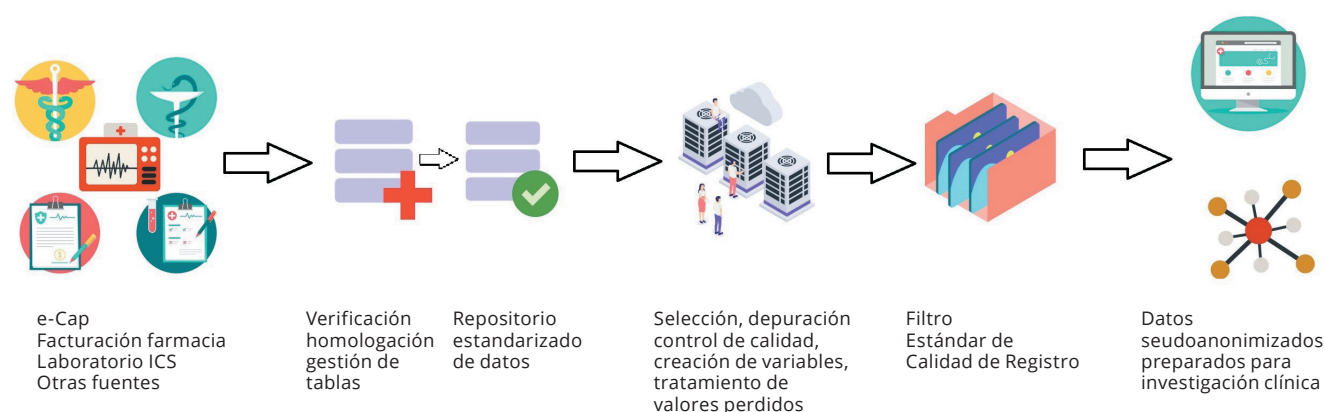 e-Cap
Facturación farmacia
Laboratorio ICS
Otras fuentes
Verificación
homologación
gestión de
tablas
Repositorio
estandarizado
de datos
Selección, depuración
control de calidad,
creación de variables,
tratamiento de
valores perdidos
Filtro
Estándar de
Calidad de Registro
Datos
seudoanonimizados
preparados para
investigación clínica